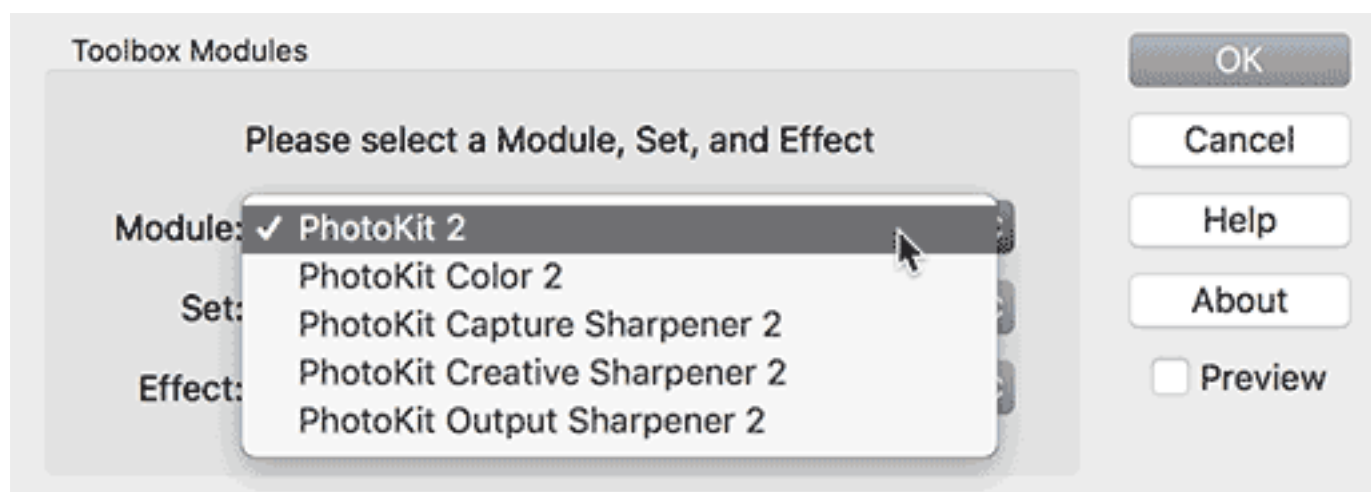 Toolbox Modules
OK
Please select a Module, Set, and Effect
Cancel
Module: ✓ PhotoKit 2
Help
PhotoKit Color 2
Set:
About
PhotoKit Capture Sharpener 2
PhotoKit Creative Sharpener 2
Effect:
Preview
PhotoKit Output Sharpener 2